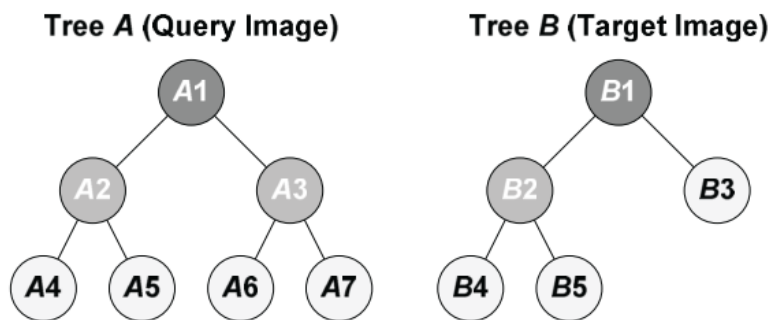 Tree A (Query Image) Tree B (Target Image)
A1 B1
A2 A3 B2 B3
A4 A5 A6 A7 B4 B5